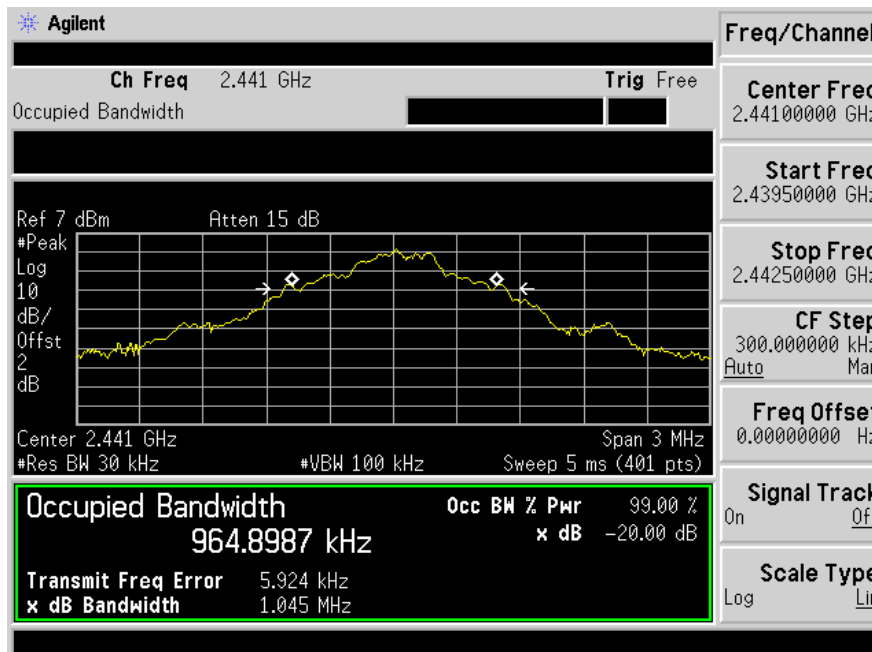 Agilent
Ch Freq 2.441 GHz Trig Free
Occupied Bandwidth
Ref 7 dBm Atten 15 dB
#Peak
Log
10
dB/
Offst
2
dB
Center 2.441 GHz Span 3 MHz
#Res BW 30 kHz #VBW 100 kHz Sweep 5 ms (401 pts)
Occupied Bandwidth Occ BW % Pwr 99.00 %
964.8987 kHz x dB -20.00 dB
Transmit Freq Error 5.924 kHz
x dB Bandwidth 1.045 MHz
Freq/Channel
Center Freq
2.44100000 GHz
Start Freq
2.43950000 GHz
Stop Freq
2.44250000 GHz
CF Step
300.000000 kHz
Auto Man
Freq Offset
0.00000000 Hz
Signal Track
On Off
Scale Type
Log Lin